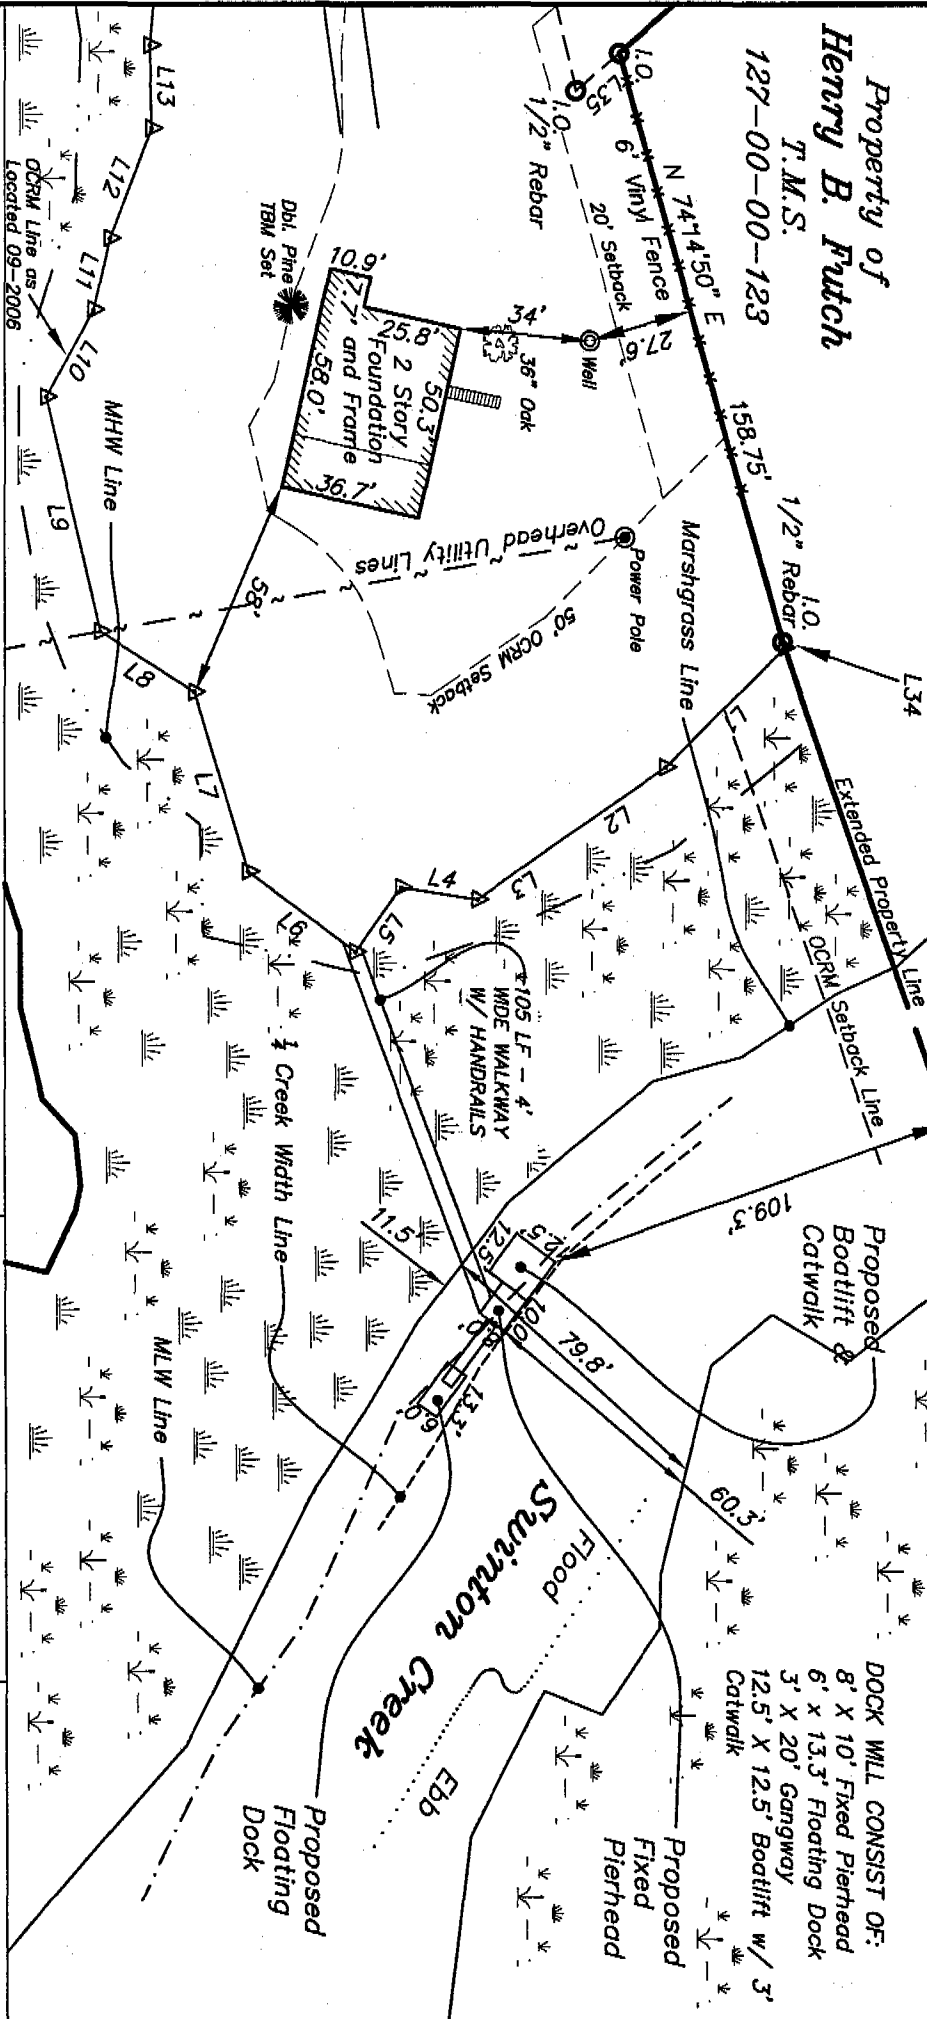 Property of
Henry B. Futch
T.M.S.
127-00-00-123
I.O.
L35
I.O.
1/2" Rebar
N 74°14'50" E
6' Vinyl Fence
20' Setback
27.6'
158.75'
I.O.
1/2" Rebar
L34
Extended Property Line
OCRM Setback Line
109.3'
Well
34'
36" Oak
Power Pole
Overhead Utility Lines
50' OCRM Setback
Marshgrass Line
L1
L2
L3
L4
L5
10.9'
7.7'
25.8'
2 Story
Foundation
and Frame
50.3'
58.0'
36.7'
58'
Dbl. Pine
TBM Set
L13
L12
L11
L10
L9
L8
L7
L6
OCRM Line as
Located 09-2006
MHW Line
±105 LF - 4'
WIDE WALKWAY
W/ HANDRAILS
1/4 Creek Width Line
MLW Line
11.5'
12.5'
12.5'
10.0'
8.0'
13.3'
6.0'
79.8'
60.3'
Proposed
Boatlift &
Catwalk
Swinton Creek
Flood
Ebb
Proposed
Fixed
Pierhead
Proposed
Floating
Dock
DOCK WILL CONSIST OF:
8' X 10' Fixed Pierhead
6' x 13.3' Floating Dock
3' X 20' Gangway
12.5' X 12.5' Boatlift w/ 3'
Catwalk